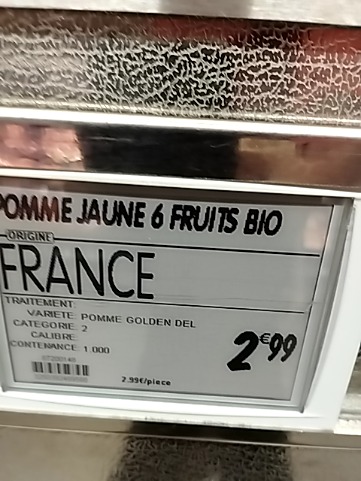 POMME JAUNE 6 FRUITS BIO
ORIGINE
FRANCE
TRAITEMENT:
VARIETE: POMME GOLDEN DEL
CATEGORIE: 2
CALIBRE:
CONTENANCE: 1.000
2€99
2.99€/piece